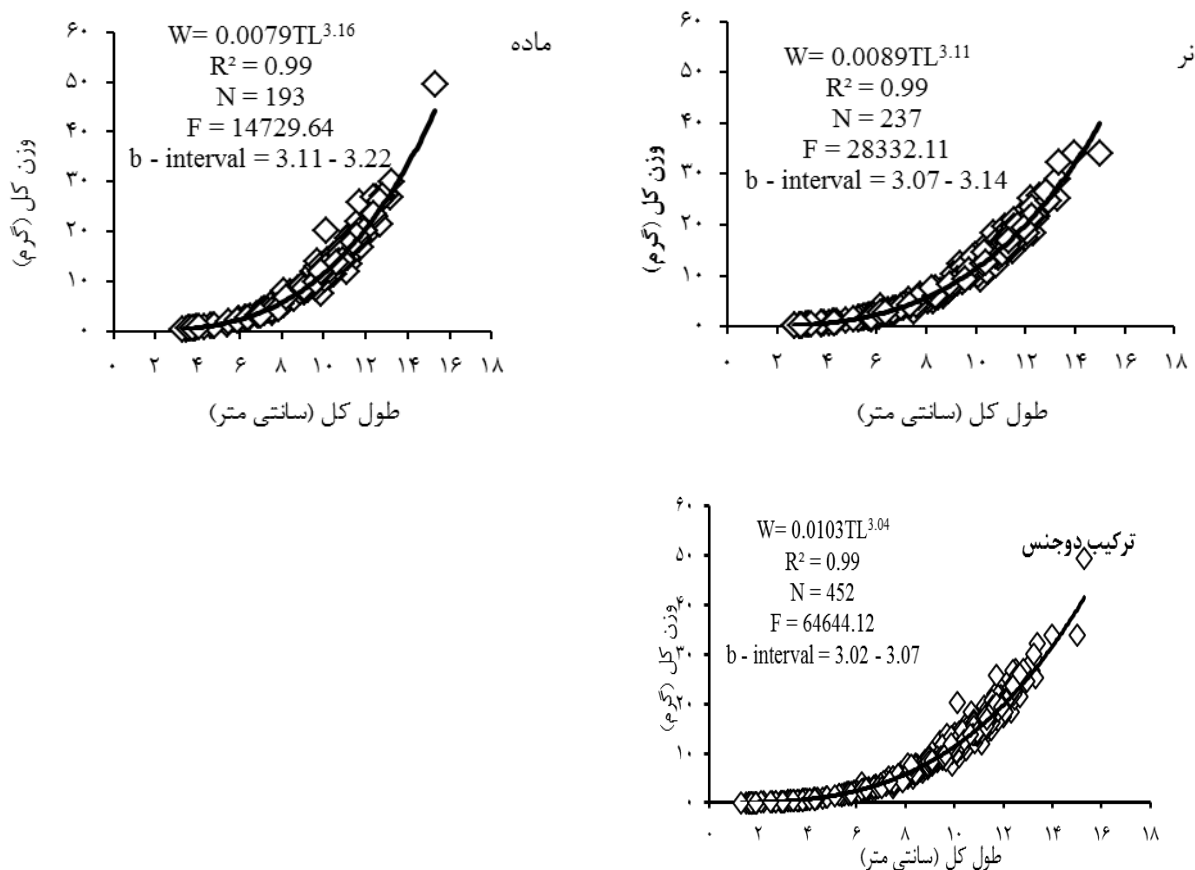 ماده
W= 0.0079TL^3.16
R² = 0.99
N = 193
F = 14729.64
b - interval = 3.11 - 3.22
وزن کل (گرم)
۶۰
۵۰
۴۰
۳۰
۲۰
۱۰
۰
۰ ۲ ۴ ۶ ۸ ۱۰ ۱۲ ۱۴ ۱۶ ۱۸
طول کل (سانتی متر)
نر
W= 0.0089TL^3.11
R² = 0.99
N = 237
F = 28332.11
b - interval = 3.07 - 3.14
وزن کل (گرم)
۶۰
۵۰
۴۰
۳۰
۲۰
۱۰
۰
۰ ۲ ۴ ۶ ۸ ۱۰ ۱۲ ۱۴ ۱۶ ۱۸
طول کل (سانتی متر)
ترکیب دوجنس
W= 0.0103TL^3.04
R² = 0.99
N = 452
F = 64644.12
b - interval = 3.02 - 3.07
وزن کل (گرم)
۶۰
۵۰
۴۰
۳۰
۲۰
۱۰
۰
۰ ۲ ۴ ۶ ۸ ۱۰ ۱۲ ۱۴ ۱۶ ۱۸
طول کل (سانتی متر)